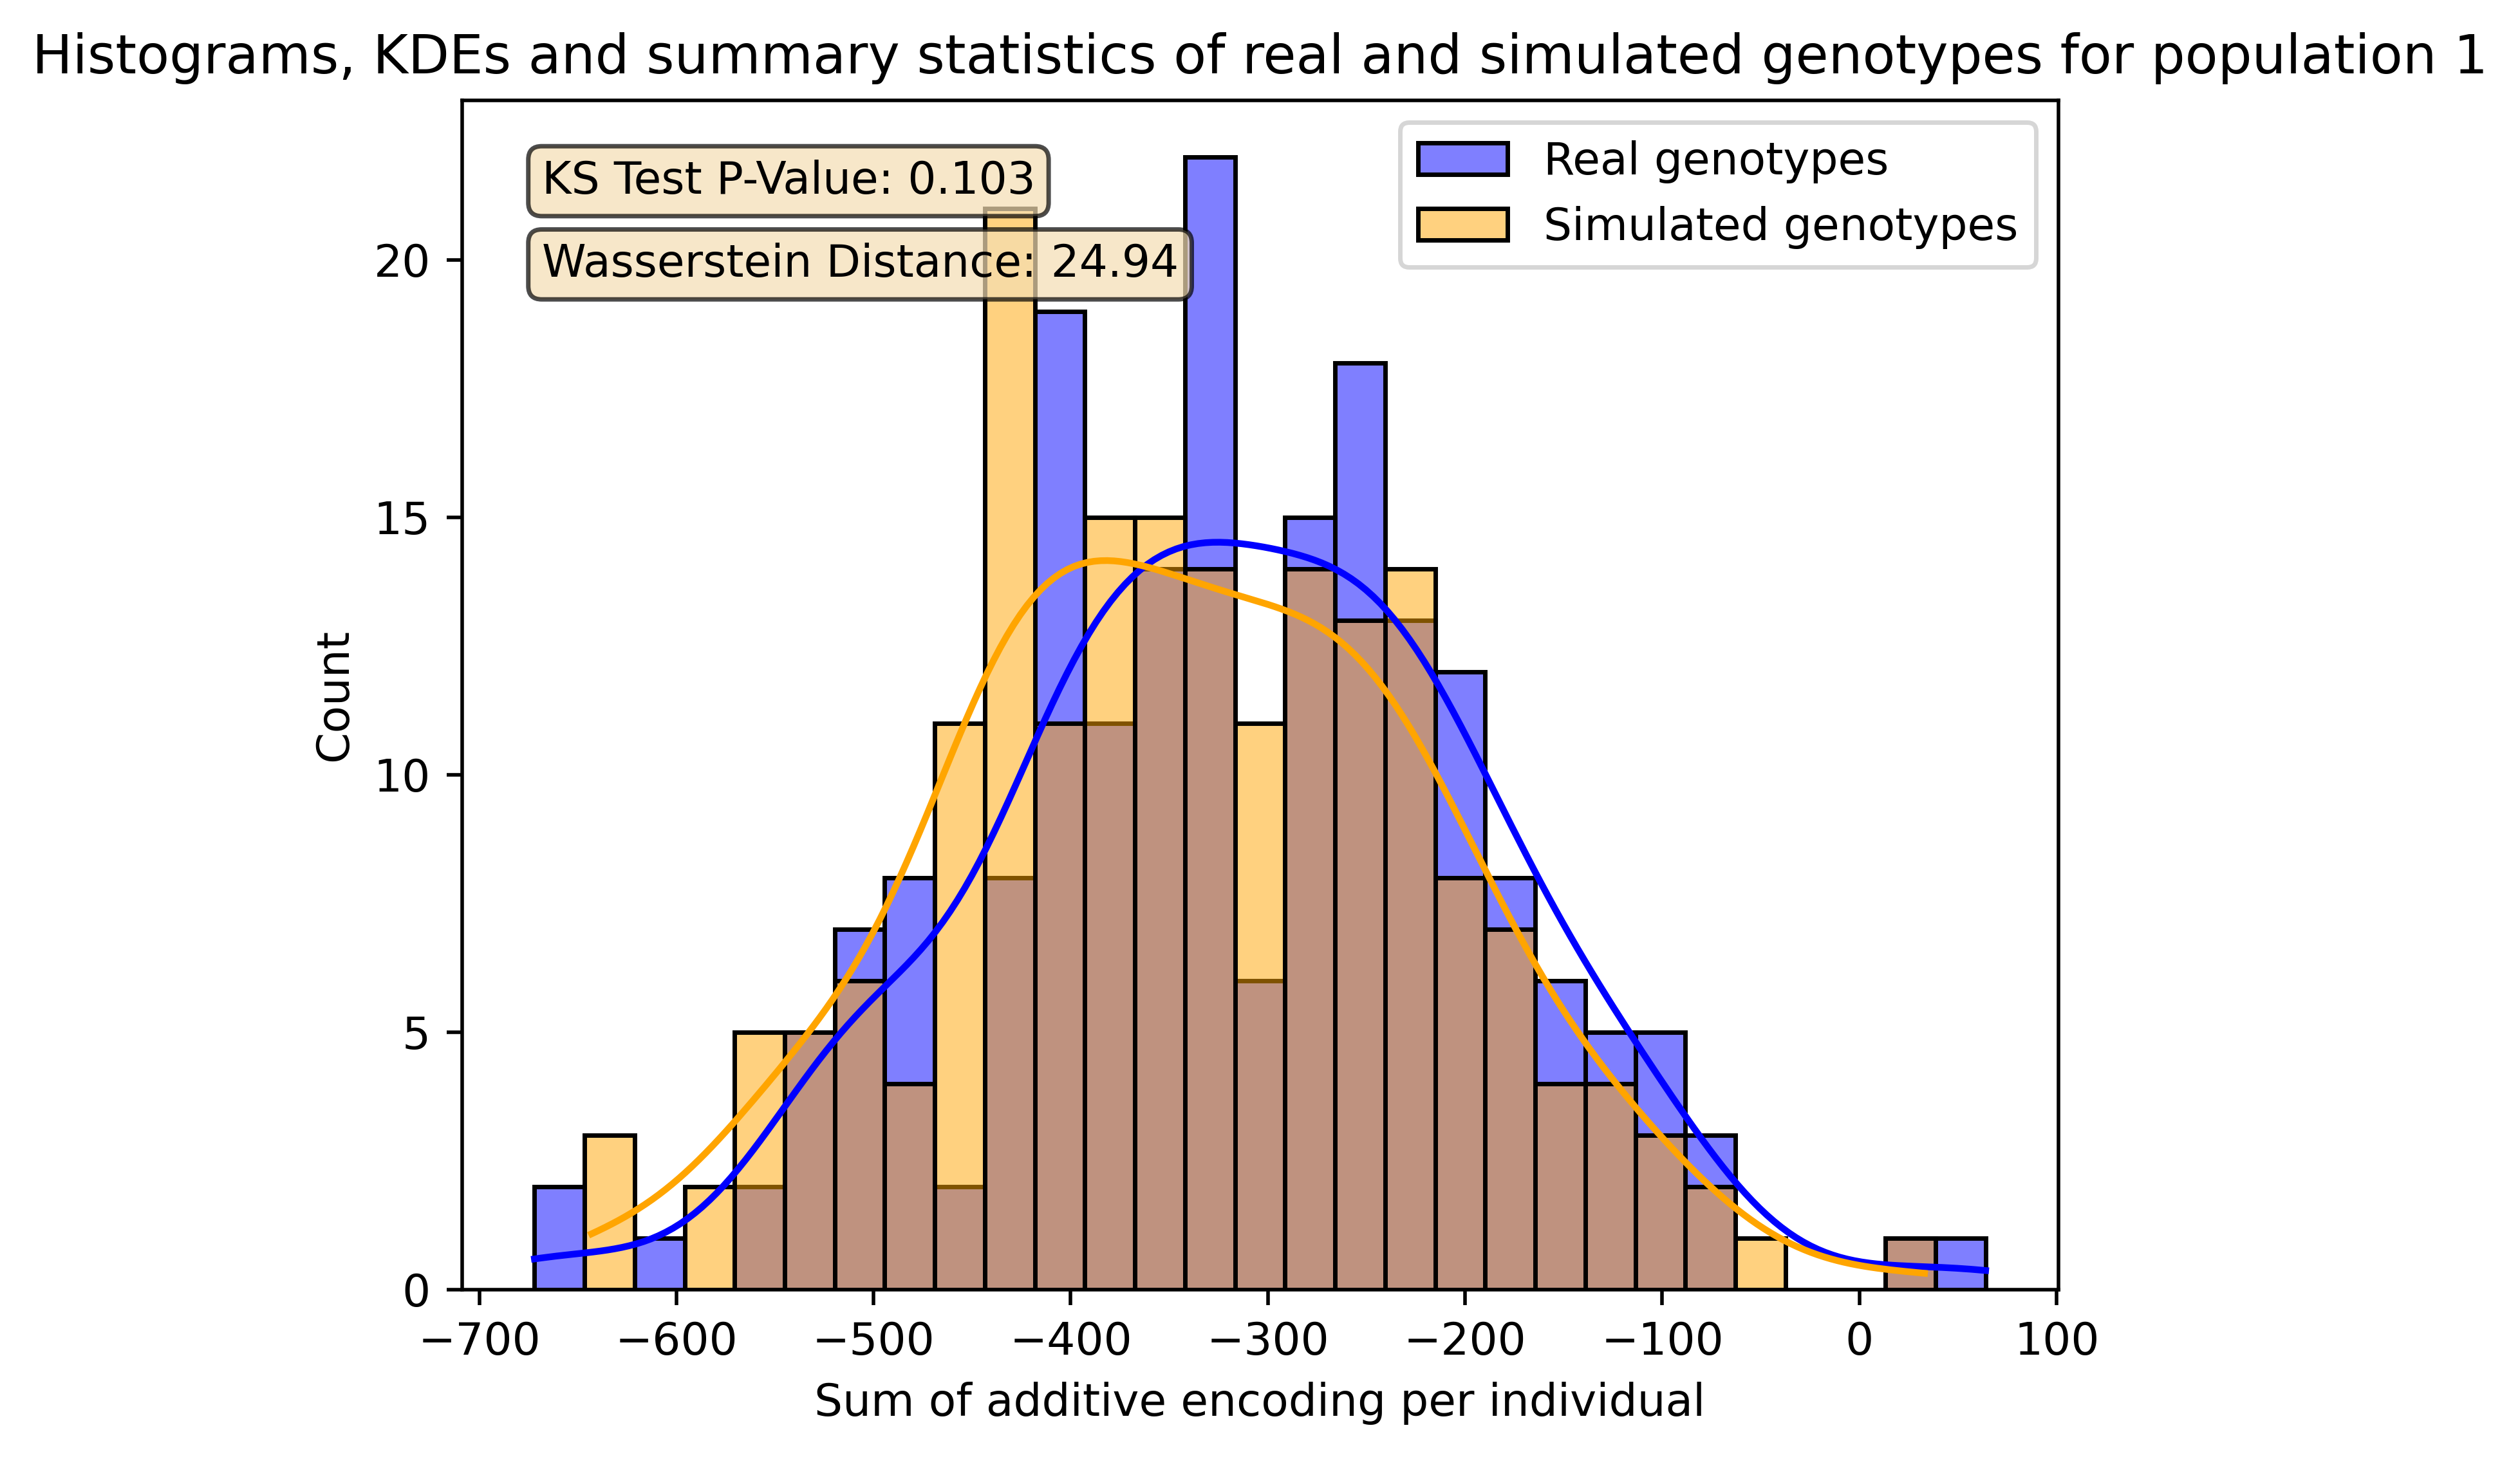 Histograms, KDEs and summary statistics of real and simulated genotypes for population 1
KS Test P-Value: 0.103
Wasserstein Distance: 24.94
Real genotypes
Simulated genotypes
Count
20
15
10
5
0
−700 −600 −500 −400 −300 −200 −100 0 100
Sum of additive encoding per individual